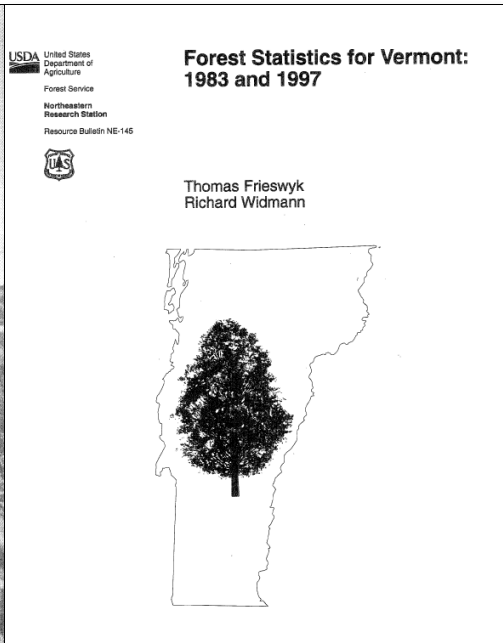 USDA
United States
Department of
Agriculture
Forest Service
Northeastern
Research Station
Resource Bulletin NE-145
Forest Statistics for Vermont:
1983 and 1997
Thomas Frieswyk
Richard Widmann
U S